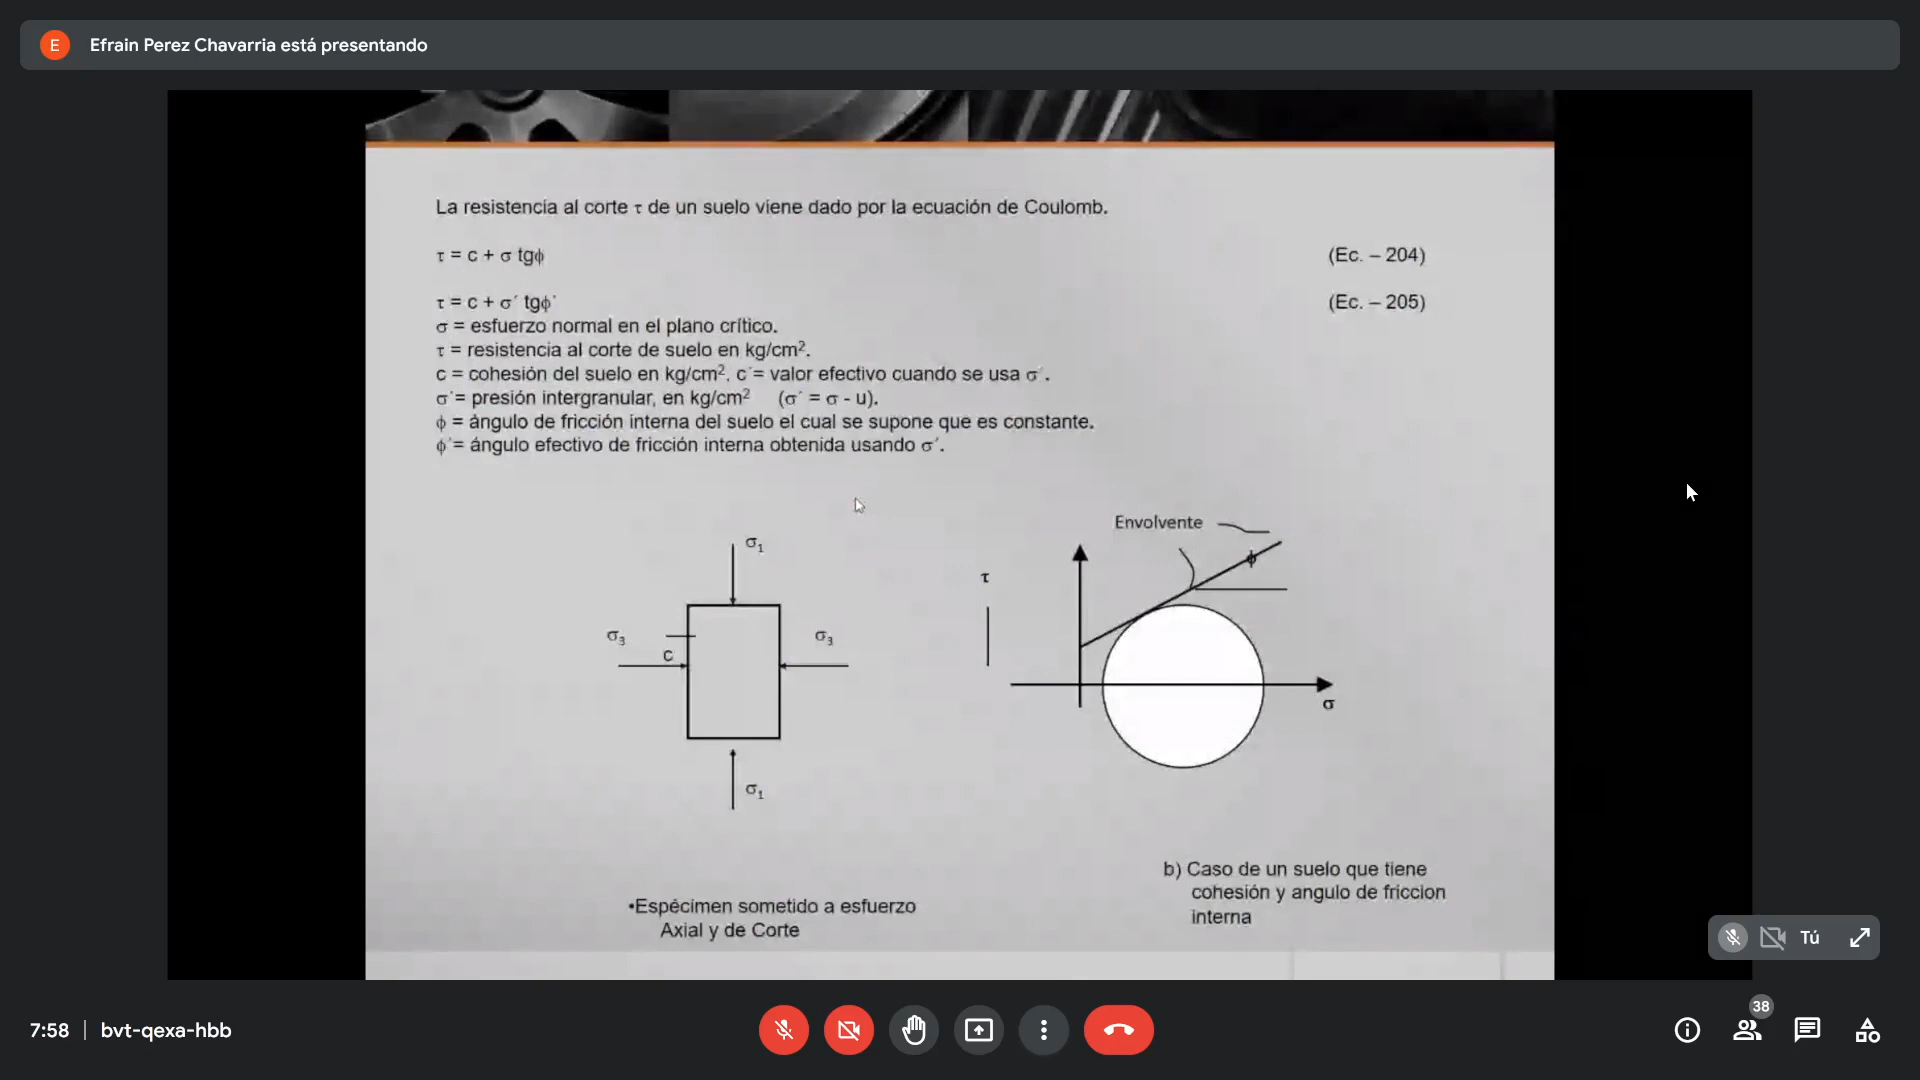 E
Efrain Perez Chavarria está presentando
La resistencia al corte τ de un suelo viene dado por la ecuación de Coulomb.
τ = c + σ tgϕ (Ec. – 204)
τ = c + σ´ tgϕ´ (Ec. – 205)
σ = esfuerzo normal en el plano crítico.
τ = resistencia al corte de suelo en kg/cm².
c = cohesión del suelo en kg/cm², c´= valor efectivo cuando se usa σ´.
σ´= presión intergranular, en kg/cm² (σ´ = σ - u).
ϕ = ángulo de fricción interna del suelo el cual se supone que es constante.
ϕ´= ángulo efectivo de fricción interna obtenida usando σ´.
σ₁
σ₃
σ₃
c
σ₁
Envolvente
ϕ
τ
σ
•Espécimen sometido a esfuerzo
Axial y de Corte
b) Caso de un suelo que tiene
cohesión y angulo de friccion
interna
Tú
7:58 | bvt-qexa-hbb
38